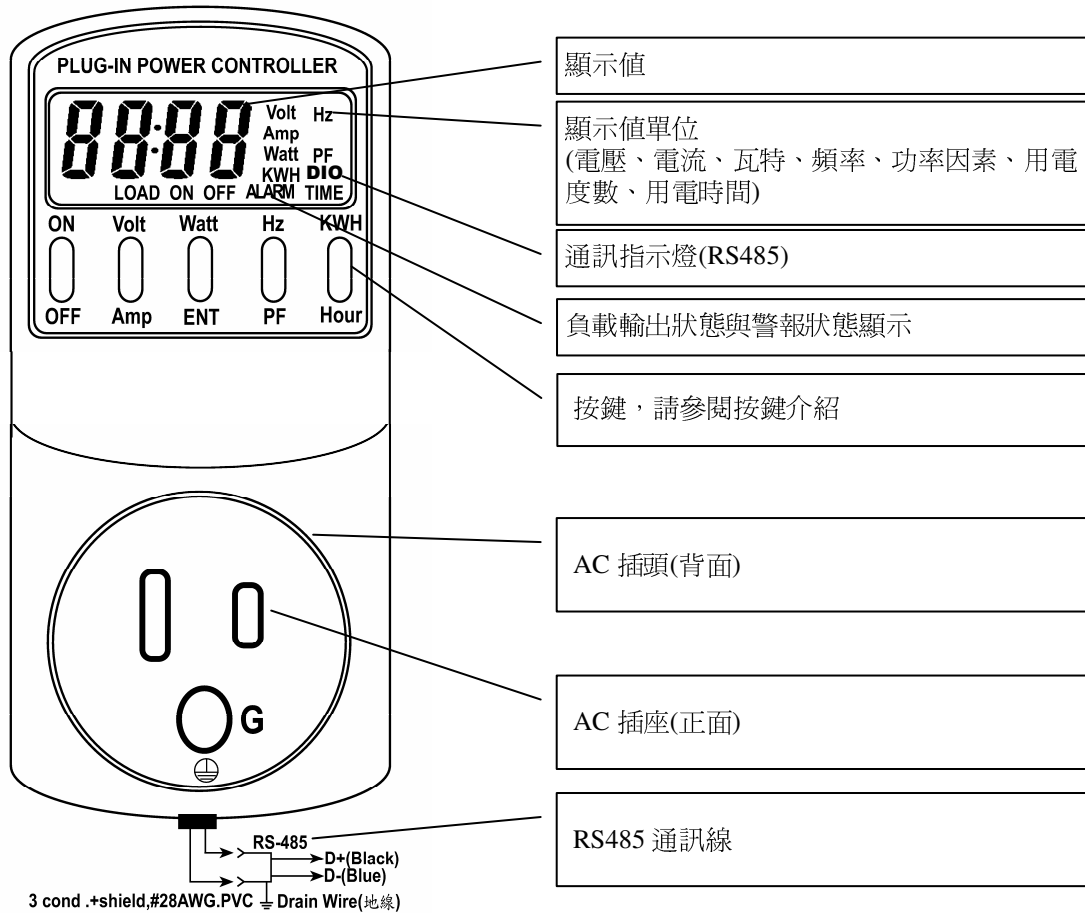 PLUG-IN POWER CONTROLLER
88:88
Volt Hz
Amp
Watt PF
KWH DIO
LOAD ON OFF ALARM TIME
ON Volt Watt Hz KWH
OFF Amp ENT PF Hour
顯示值
顯示值單位
(電壓、電流、瓦特、頻率、功率因素、用電
度數、用電時間)
通訊指示燈(RS485)
負載輸出狀態與警報狀態顯示
按鍵，請參閱按鍵介紹
AC 插頭(背面)
AC 插座(正面)
G
RS485 通訊線
RS-485
D+(Black)
D-(Blue)
3 cond .+shield,#28AWG.PVC Drain Wire(地線)